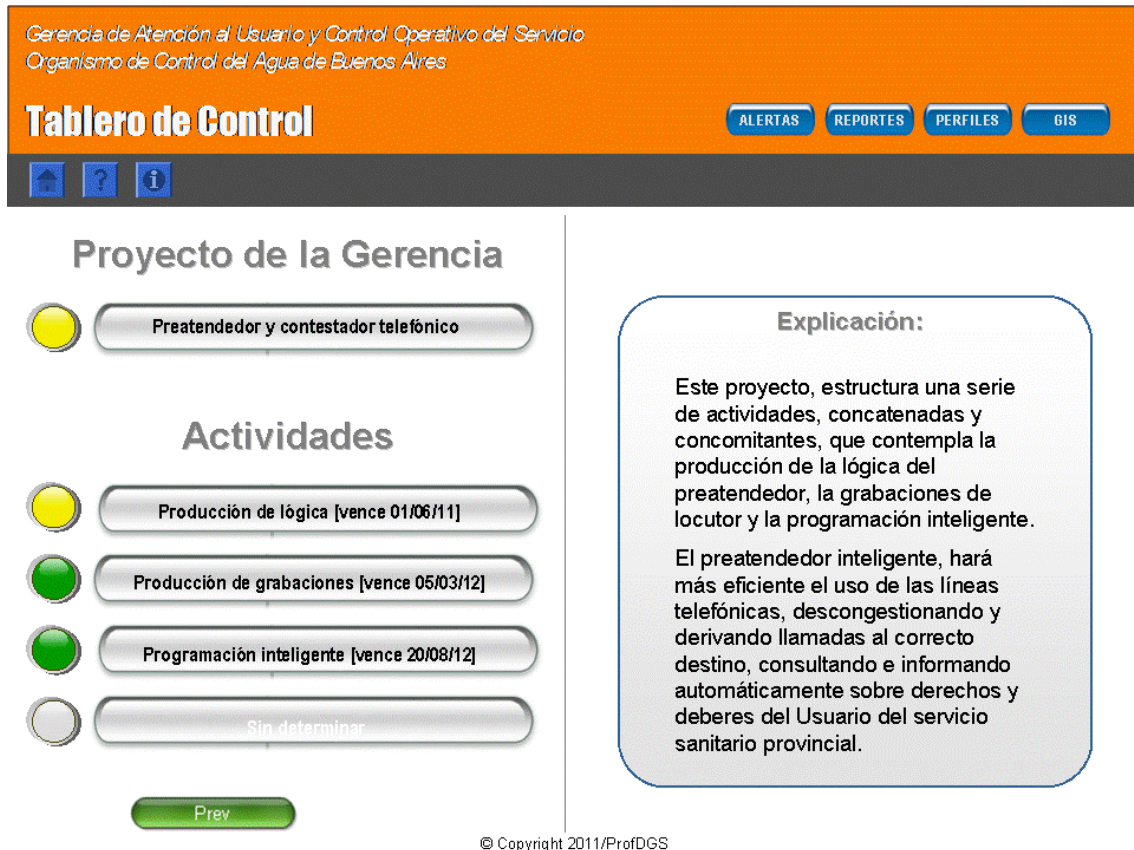 Gerencia de Atención al Usuario y Control Operativo del Servicio
Organismo de Control del Agua de Buenos Aires
Tablero de Control
ALERTAS
REPORTES
PERFILES
GIS
?
i
Proyecto de la Gerencia
Preatendedor y contestador telefónico
Actividades
Producción de lógica [vence 01/06/11]
Producción de grabaciones [vence 05/03/12]
Programación inteligente [vence 20/08/12]
Sin determinar
Prev
Explicación:
Este proyecto, estructura una serie
de actividades, concatenadas y
concomitantes, que contempla la
producción de la lógica del
preatendedor, la grabaciones de
locutor y la programación inteligente.
El preatendedor inteligente, hará
más eficiente el uso de las líneas
telefónicas, descongestionando y
derivando llamadas al correcto
destino, consultando e informando
automáticamente sobre derechos y
deberes del Usuario del servicio
sanitario provincial.
© Copyright 2011/ProfDGS